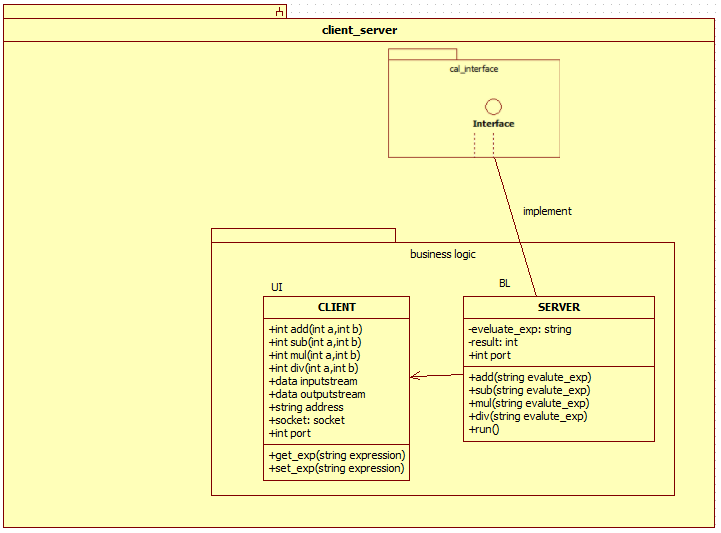 client_server
cal_interface
Interface
implement
business logic
UI
BL
CLIENT
+int add(int a,int b)
+int sub(int a,int b)
+int mul(int a,int b)
+int div(int a,int b)
+data inputstream
+data outputstream
+string address
+socket: socket
+int port
+get_exp(string expression)
+set_exp(string expression)
SERVER
-eveluate_exp: string
-result: int
+int port
+add(string evalute_exp)
+sub(string evalute_exp)
+mul(string evalute_exp)
+div(string evalute_exp)
+run()